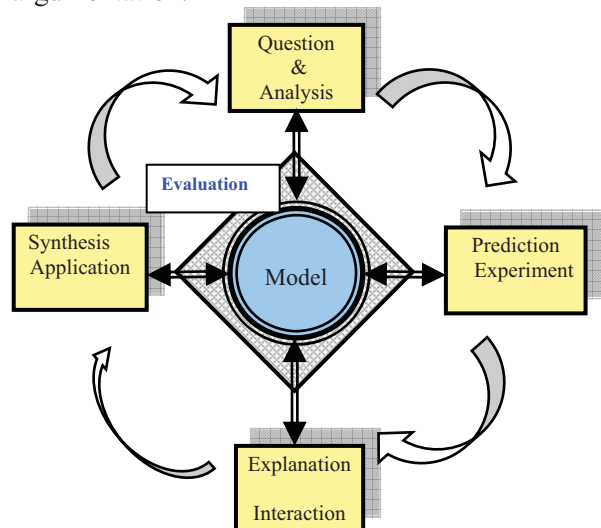 Question
&
Analysis
Evaluation
Synthesis
Application
Model
Prediction
Experiment
Explanation
Interaction